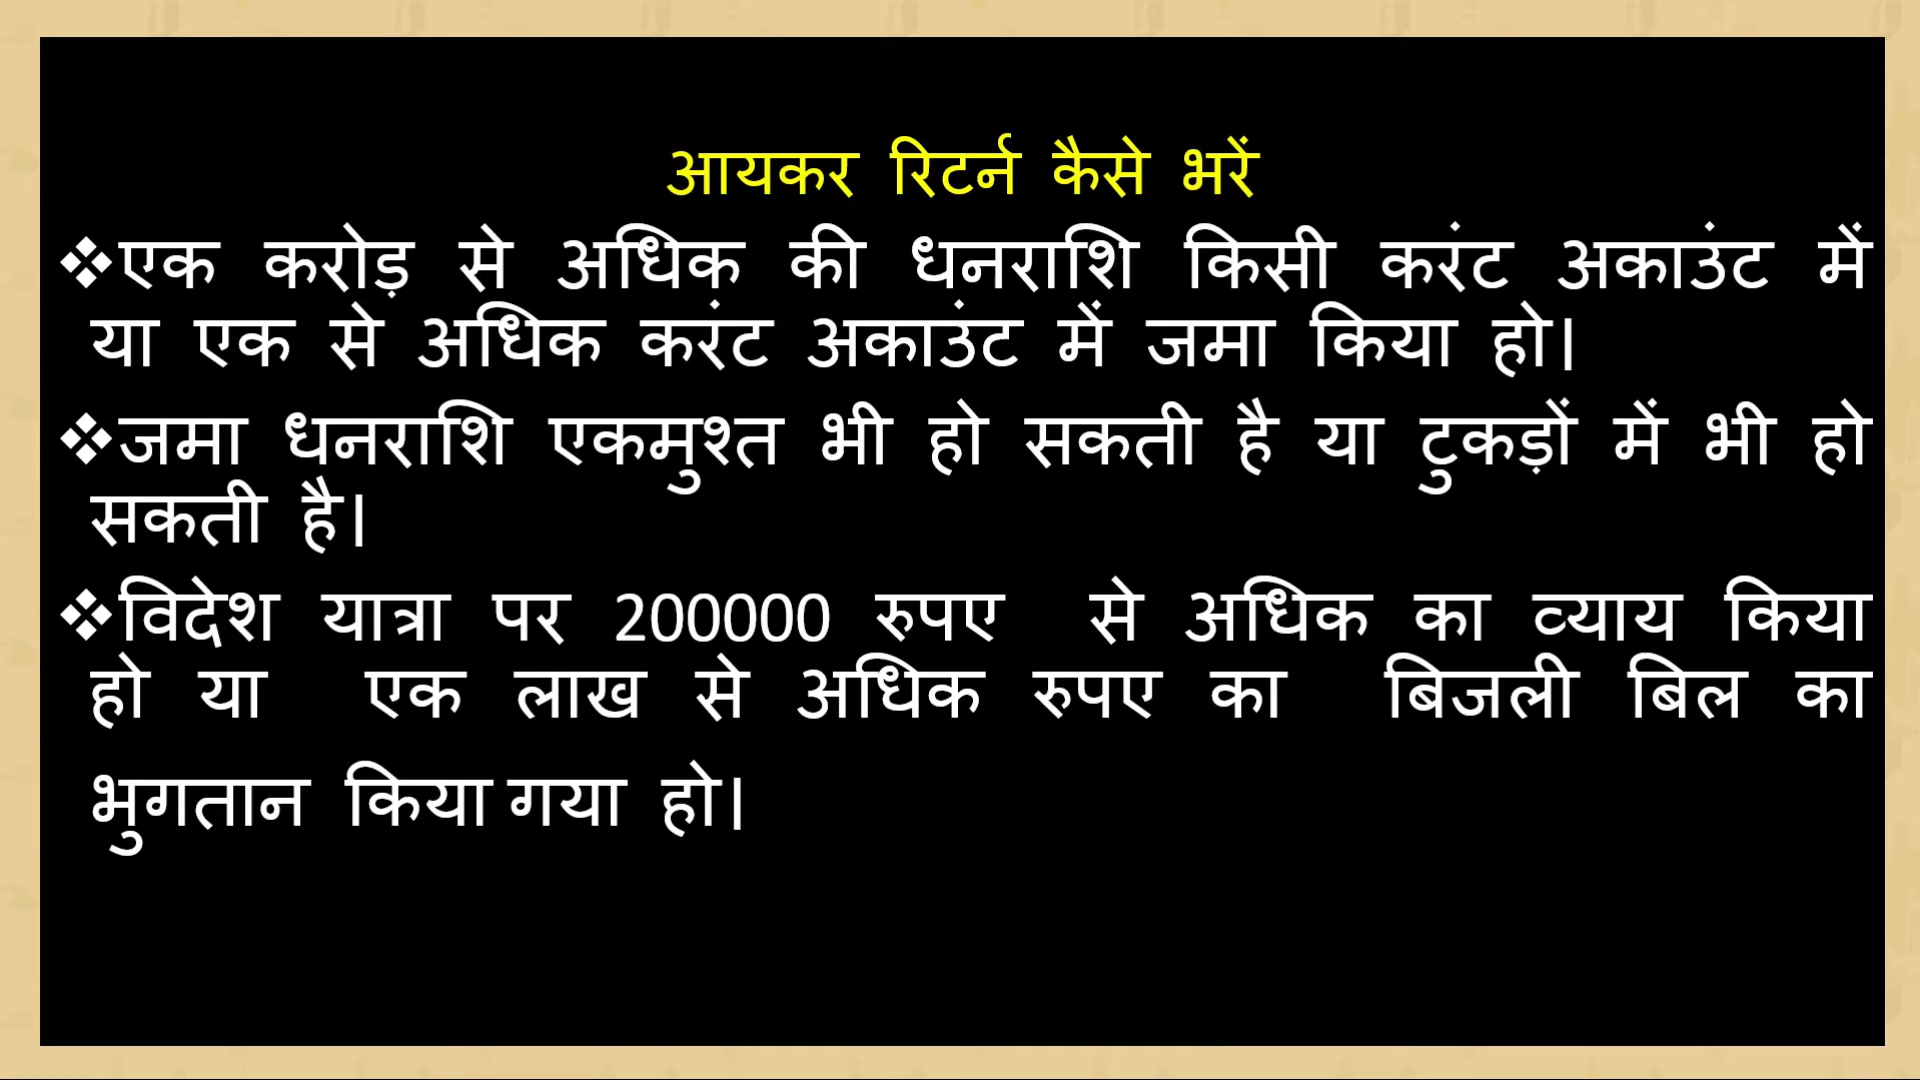 आयकर रिटर्न कैसे भरें
❖एक करोड़ से अधिक की धनराशि किसी करंट अकाउंट में
या एक से अधिक करंट अकाउंट में जमा किया हो।
❖जमा धनराशि एकमुश्त भी हो सकती है या टुकड़ों में भी हो
सकती है।
❖विदेश यात्रा पर 200000 रुपए से अधिक का व्याय किया
हो या एक लाख से अधिक रुपए का बिजली बिल का
भुगतान किया गया हो।